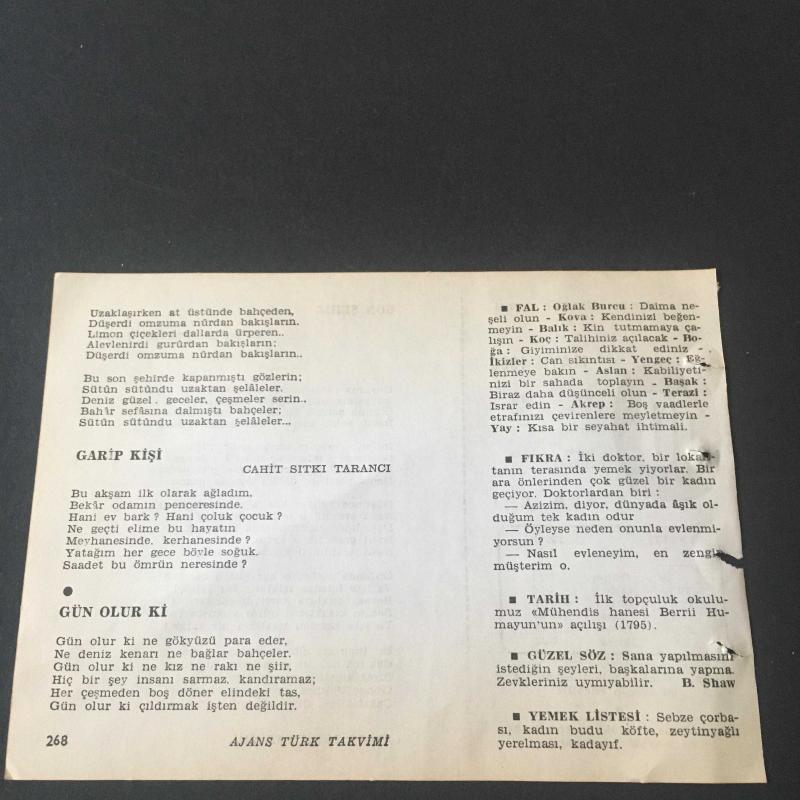 Uzaklaşırken at üstünde bahçeden,
Düşerdi omzuma nûrdan bakışların.
Limon çiçekleri dallarda ürperen..
Alevlenirdi gurûrdan bakışların;
Düşerdi omzuma nûrdan bakışların..
Bu son şehirde kapanmıştı gözlerin;
Sütün sütündu uzaktan şelâleler.
Deniz güzel. geceler, çeşmeler serin..
Bahâr sefâsına dalmıştı bahçeler;
Sütün sütündu uzaktan şelâleler...
GARİP KİŞİ
CAHİT SITKI TARANCI
Bu akşam ilk olarak ağladım,
Bekâr odamın penceresinde.
Hani ev bark ? Hani çoluk çocuk ?
Ne geçti elime bu hayatın
Meyhanesinde. kerhanesinde ?
Yatağım her gece böyle soğuk.
Saadet bu ömrün neresinde ?
●
GÜN OLUR Kİ
Gün olur ki ne gökyüzü para eder,
Ne deniz kenarı ne bağlar bahçeler.
Gün olur ki ne kız ne rakı ne şiir,
Hiç bir şey insanı sarmaz. kandıramaz;
Her çeşmeden boş döner elindeki tas,
Gün olur ki çıldırmak işten değildir.
268
AJANS TÜRK TAKVİMİ
■ FAL : Oğlak Burcu : Daima ne-
şeli olun - Kova : Kendinizi beğen-
meyin - Balık : Kin tutmamaya ça-
lışın - Koç : Talihiniz açılacak - Bo-
ğa : Giyiminize dikkat ediniz -
İkizler : Can sıkıntısı - Yengeç : Eğ-
lenmeye bakın - Aslan : Kabiliyeti-
nizi bir sahada toplayın - Başak :
Biraz daha düşünceli olun - Terazi :
Israr edin - Akrep : Boş vaadlerle
etrafınızı çevirenlere meyletmeyin -
Yay : Kısa bir seyahat ihtimali.
■ FIKRA : İki doktor, bir lokan-
tanın terasında yemek yiyorlar. Bir
ara önlerinden çok güzel bir kadın
geçiyor. Doktorlardan biri :
— Azizim, diyor, dünyada âşık ol-
duğum tek kadın odur
— Öyleyse neden onunla evlenmi-
yorsun ?
— Nasıl evleneyim, en zengin
müşterim o.
■ TARİH : İlk topçuluk okulu-
muz «Mühendis hanesi Berrii Hu-
mayun'un» açılışı (1795).
■ GÜZEL SÖZ : Sana yapılmasını
istediğin şeyleri, başkalarına yapma.
Zevkleriniz uymıyabilir. B. Shaw
■ YEMEK LİSTESİ : Sebze çorba-
sı, kadın budu köfte, zeytinyağlı
yerelması, kadayıf.